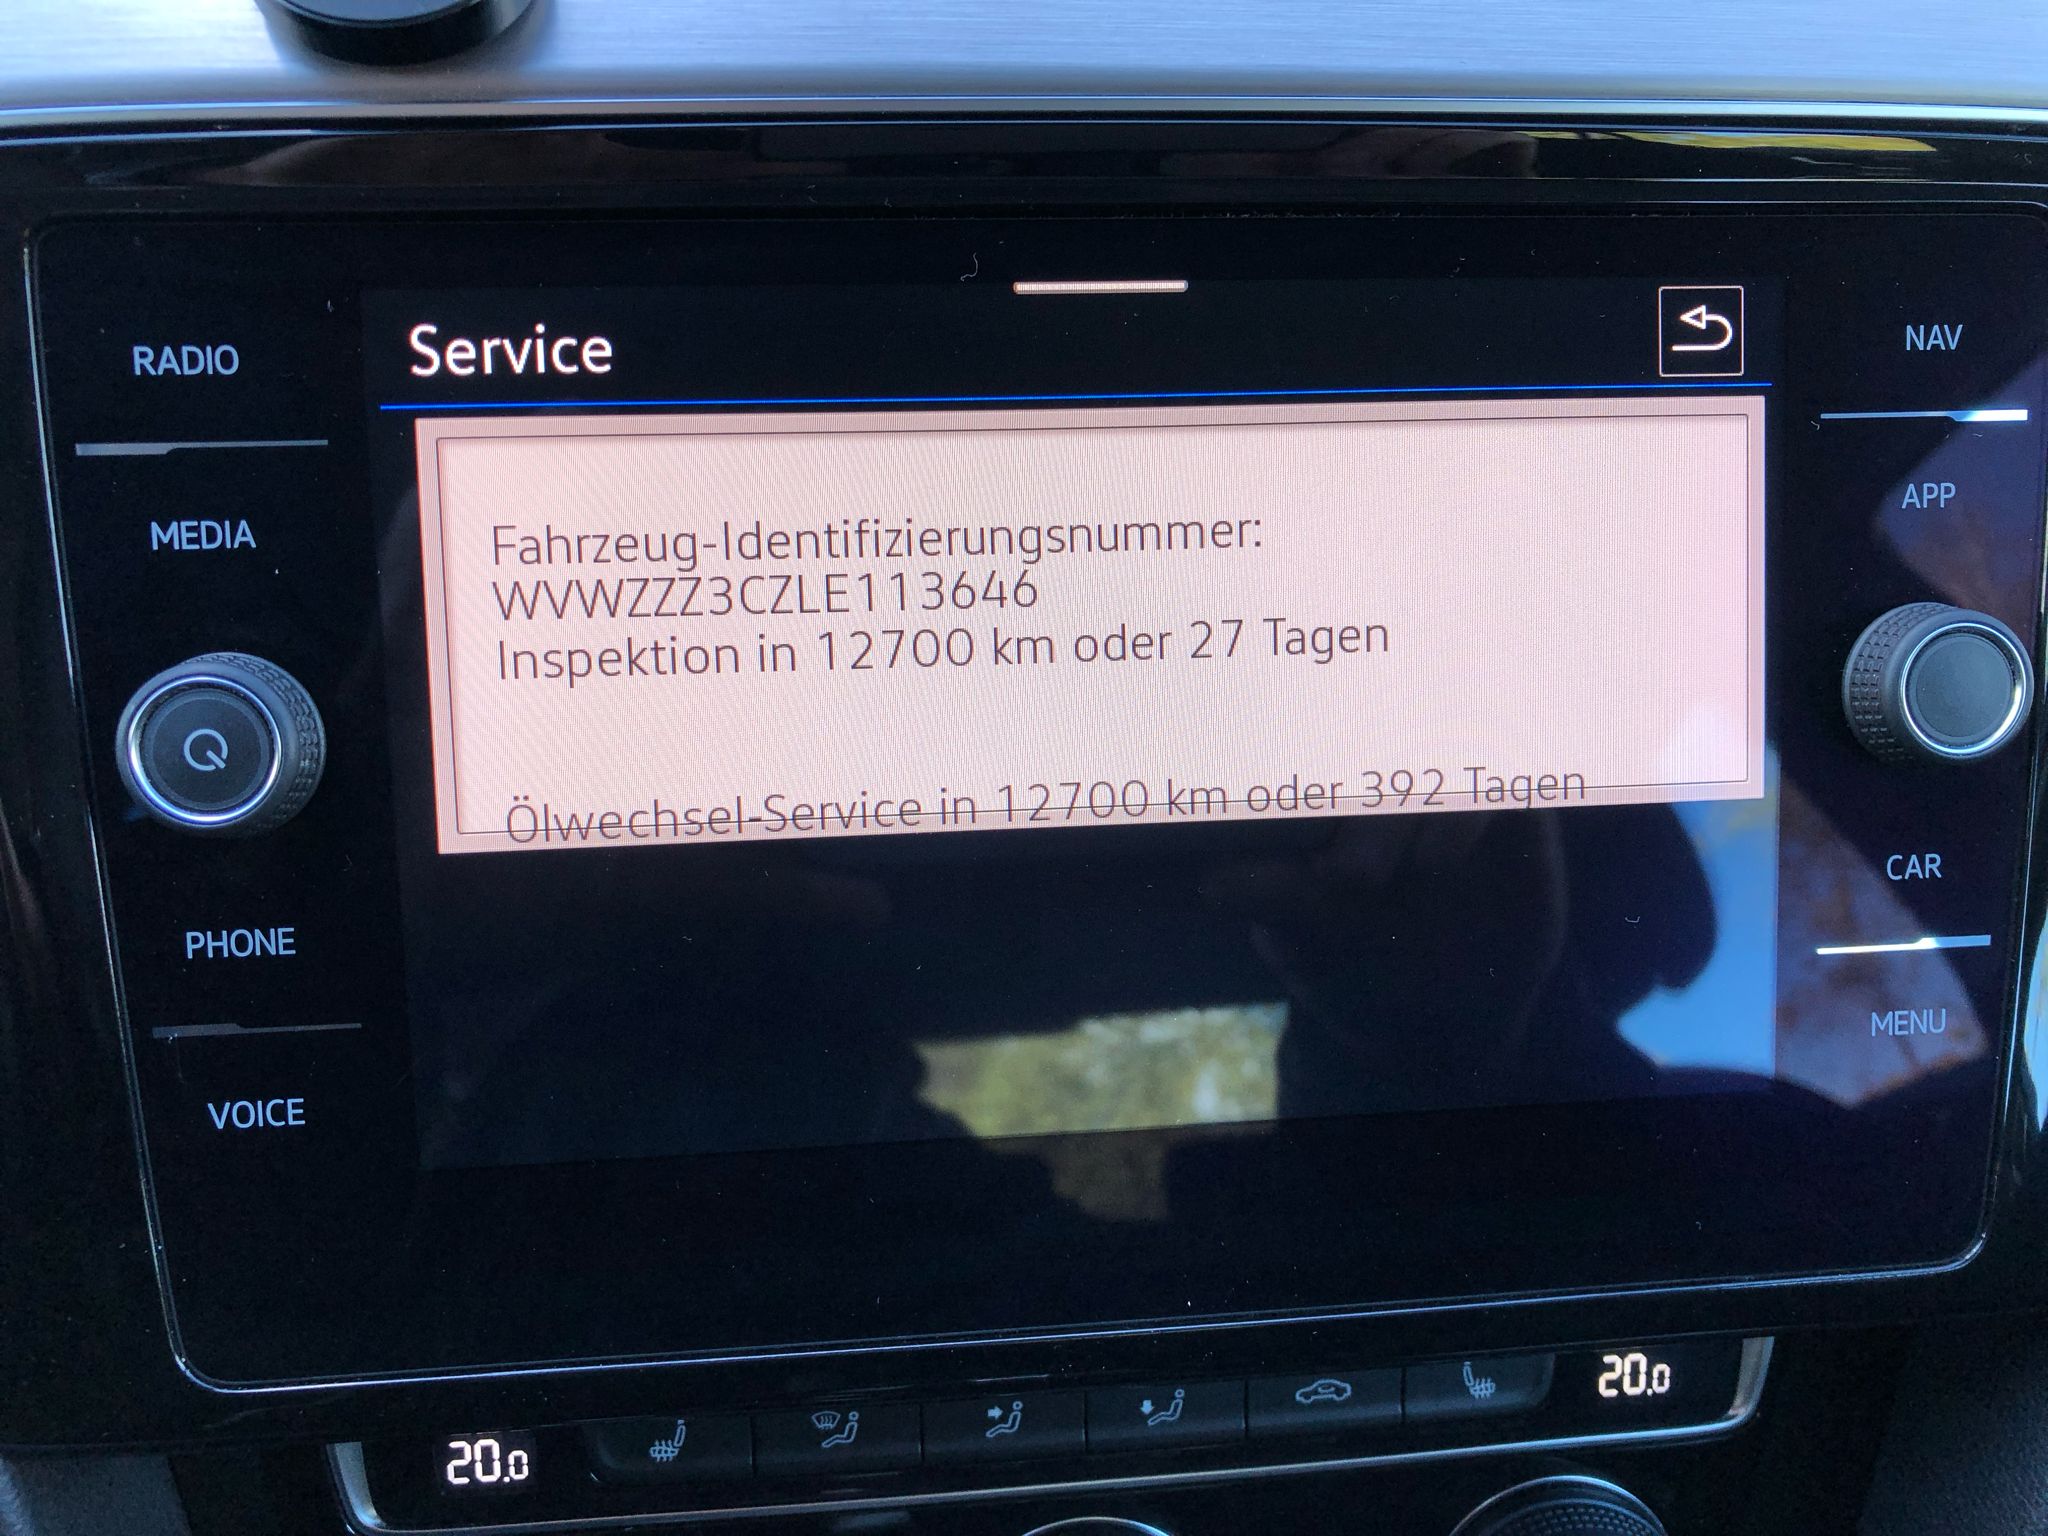 Service
RADIO
MEDIA
PHONE
VOICE
Fahrzeug-Identifizierungsnummer:
WVWZZZ3CZLE113646
Inspektion in 12700 km oder 27 Tagen
Ölwechsel-Service in 12700 km oder 392 Tagen
NAV
APP
CAR
MENU
20.0
20.0